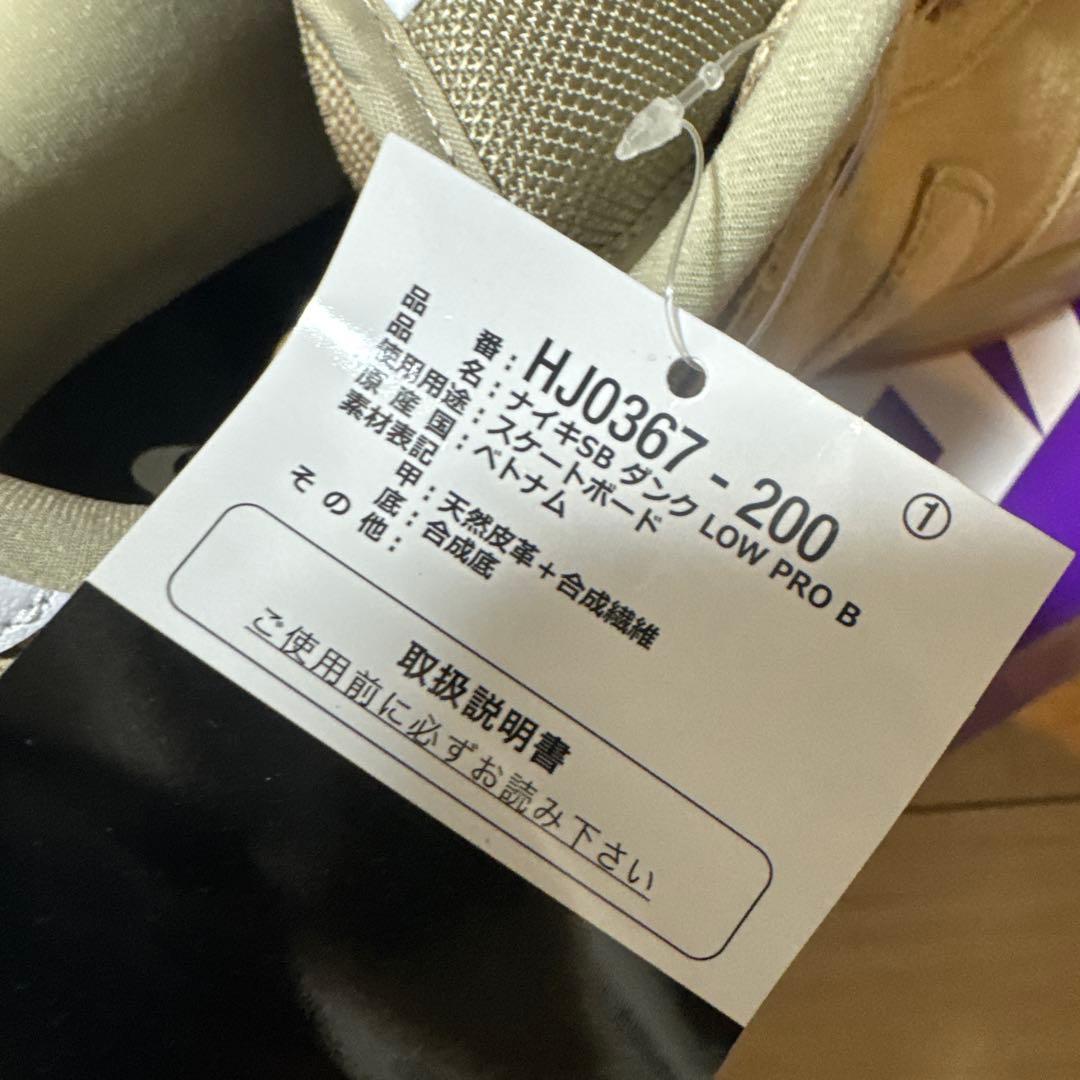 ①
品番：HJ0367 - 200
品名：ナイキSB ダンク LOW PRO B
使用用途：スケートボード
原産国：ベトナム
素材表記
甲：天然皮革＋合成繊維
底：合成底
その他：
取扱説明書
ご使用前に必ずお読み下さい